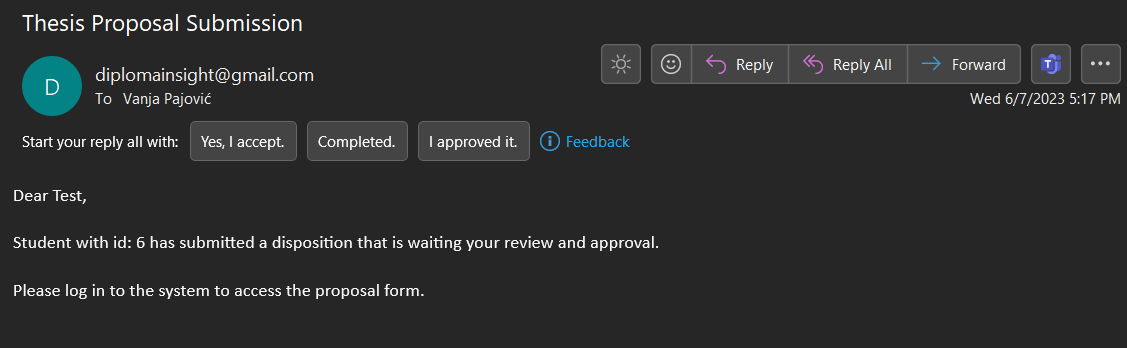 Thesis Proposal Submission
D
diplomainsight@gmail.com
To Vanja Pajović
Reply
Reply All
Forward
Wed 6/7/2023 5:17 PM
Start your reply all with: Yes, I accept. Completed. I approved it. Feedback
Dear Test,
Student with id: 6 has submitted a disposition that is waiting your review and approval.
Please log in to the system to access the proposal form.